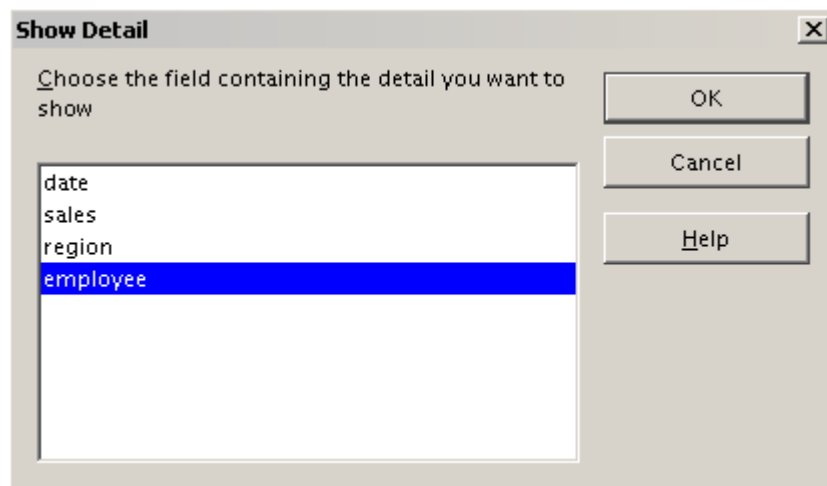 Show Detail
Choose the field containing the detail you want to
show
OK
Cancel
Help
date
sales
region
employee